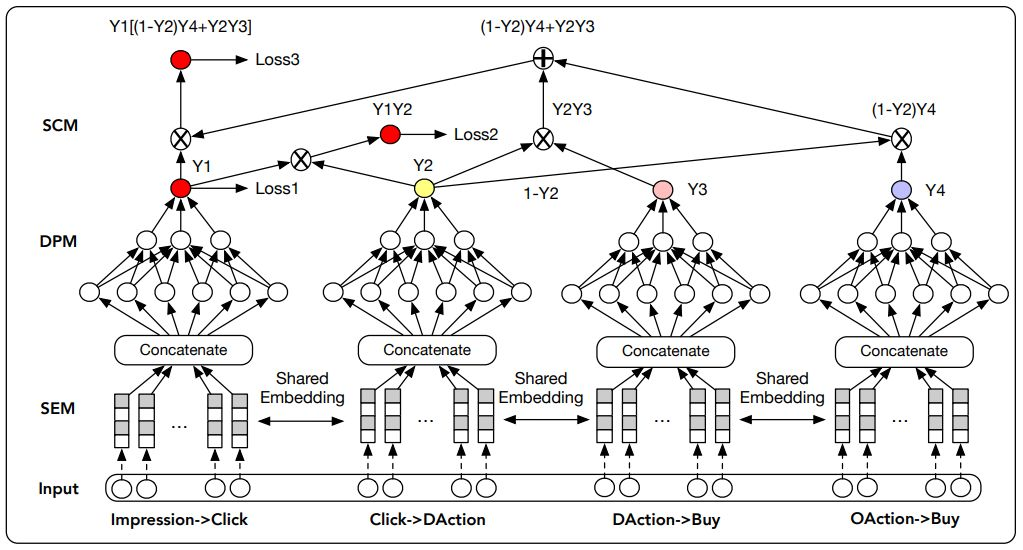 Y1[(1-Y2)Y4+Y2Y3]
(1-Y2)Y4+Y2Y3
Loss3
SCM
Y1Y2
Y2Y3
(1-Y2)Y4
Loss2
Y1
Y2
Loss1
1-Y2
Y3
Y4
DPM
Concatenate
Concatenate
Concatenate
Concatenate
SEM
Shared
Embedding
Shared
Embedding
Shared
Embedding
...
...
...
...
Input
Impression->Click
Click->DAction
DAction->Buy
OAction->Buy